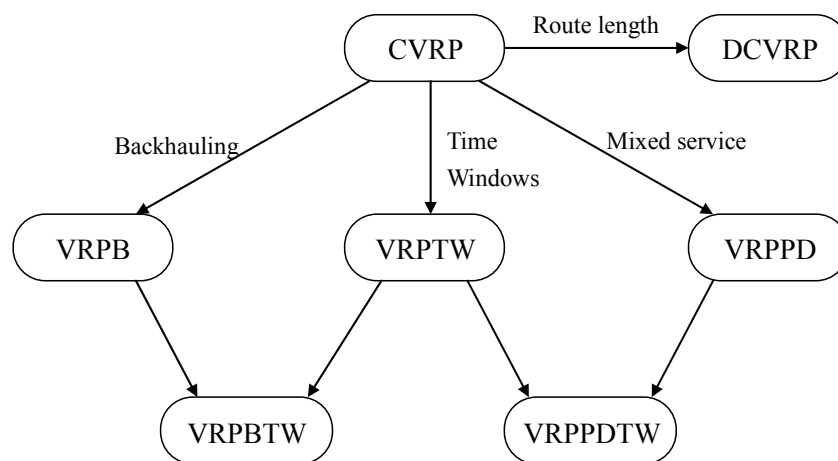 Route length
CVRP
DCVRP
Backhauling
Time
Windows
Mixed service
VRPB
VRPTW
VRPPD
VRPBTW
VRPPDTW